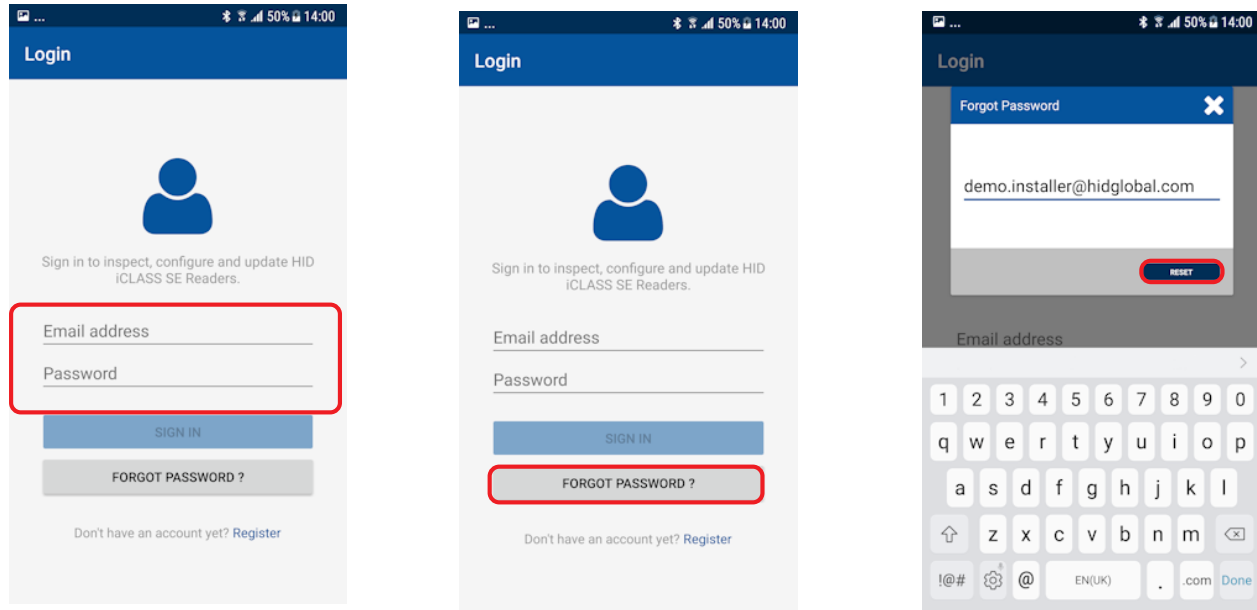 ... 50% 14:00
Login
Sign in to inspect, configure and update HID
iCLASS SE Readers.
Email address
Password
SIGN IN
FORGOT PASSWORD ?
Don't have an account yet? Register
... 50% 14:00
Login
Sign in to inspect, configure and update HID
iCLASS SE Readers.
Email address
Password
SIGN IN
FORGOT PASSWORD ?
Don't have an account yet? Register
... 50% 14:00
Login
Forgot Password
demo.installer@hidglobal.com
RESET
Email address
1 2 3 4 5 6 7 8 9 0
q w e r t y u i o p
a s d f g h j k l
z x c v b n m
!@# @ EN(UK) . .com Done